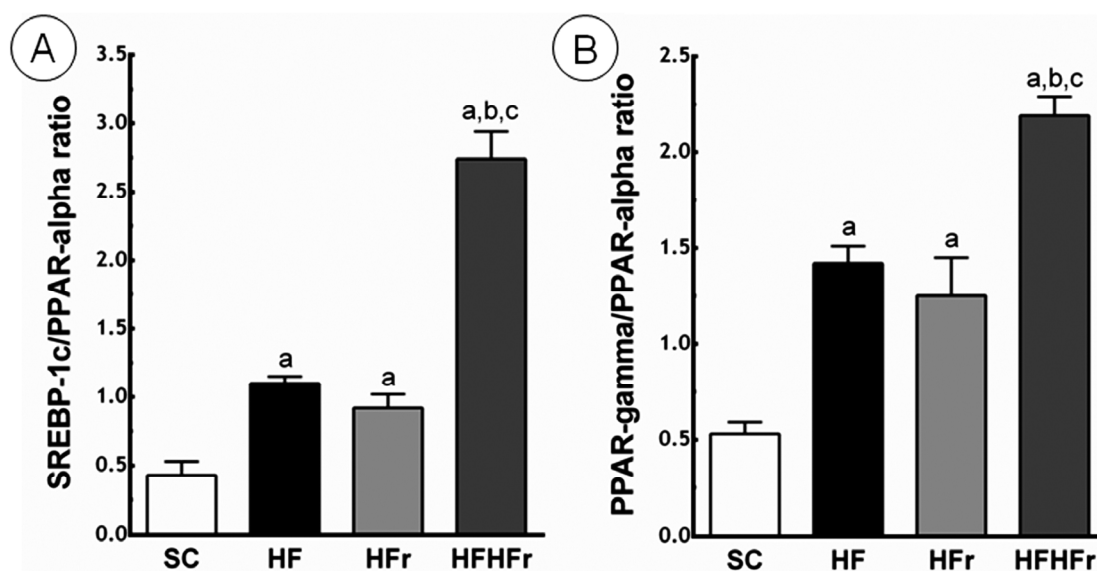 A
SREBP-1c/PPAR-alpha ratio
3.5
3.0
2.5
2.0
1.5
1.0
0.5
0.0
a
a
a,b,c
SC HF HFr HFHFr
B
PPAR-gamma/PPAR-alpha ratio
2.5
2.0
1.5
1.0
0.5
0.0
a
a
a,b,c
SC HF HFr HFHFr